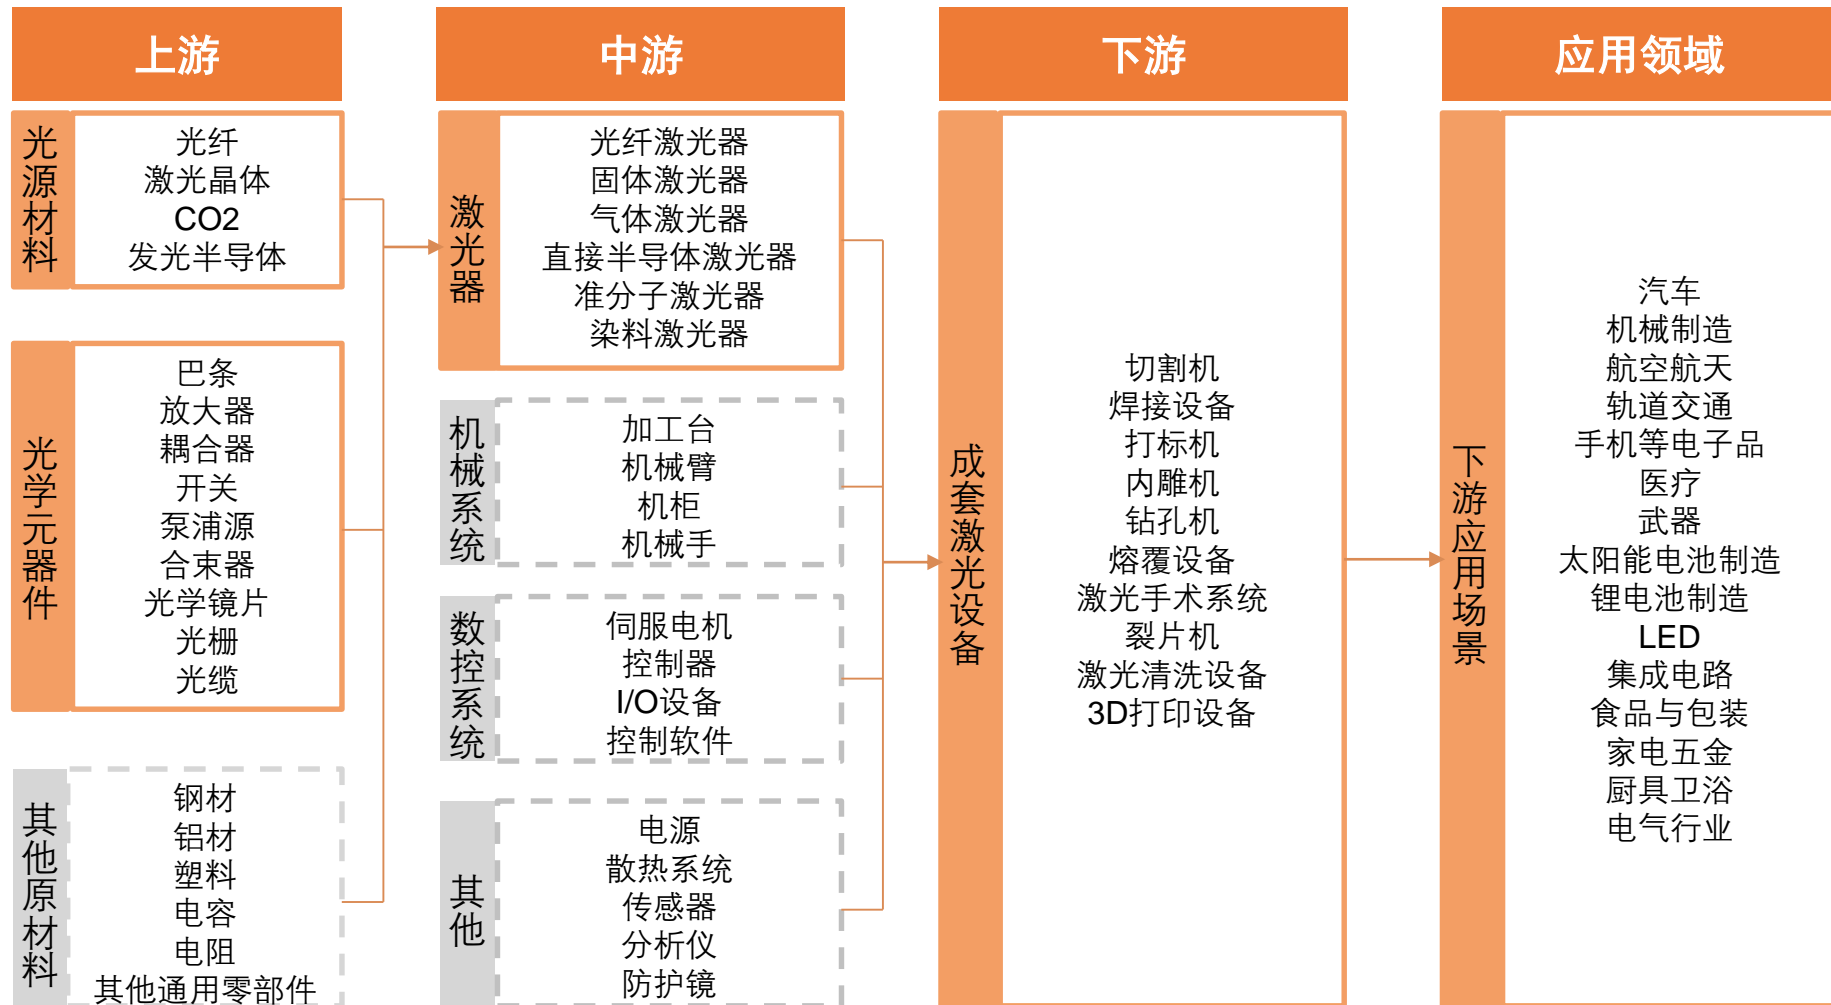 上游
中游
下游
应用领域
光源材料
光纤
激光晶体
CO2
发光半导体
光学元器件
巴条
放大器
耦合器
开关
泵浦源
合束器
光学镜片
光栅
光缆
其他原材料
钢材
铝材
塑料
电容
电阻
其他通用零部件
激光器
光纤激光器
固体激光器
气体激光器
直接半导体激光器
准分子激光器
染料激光器
机械系统
加工台
机械臂
机柜
机械手
数控系统
伺服电机
控制器
I/O设备
控制软件
其他
电源
散热系统
传感器
分析仪
防护镜
成套激光设备
切割机
焊接设备
打标机
内雕机
钻孔机
熔覆设备
激光手术系统
裂片机
激光清洗设备
3D打印设备
下游应用场景
汽车
机械制造
航空航天
轨道交通
手机等电子品
医疗
武器
太阳能电池制造
锂电池制造
LED
集成电路
食品与包装
家电五金
厨具卫浴
电气行业